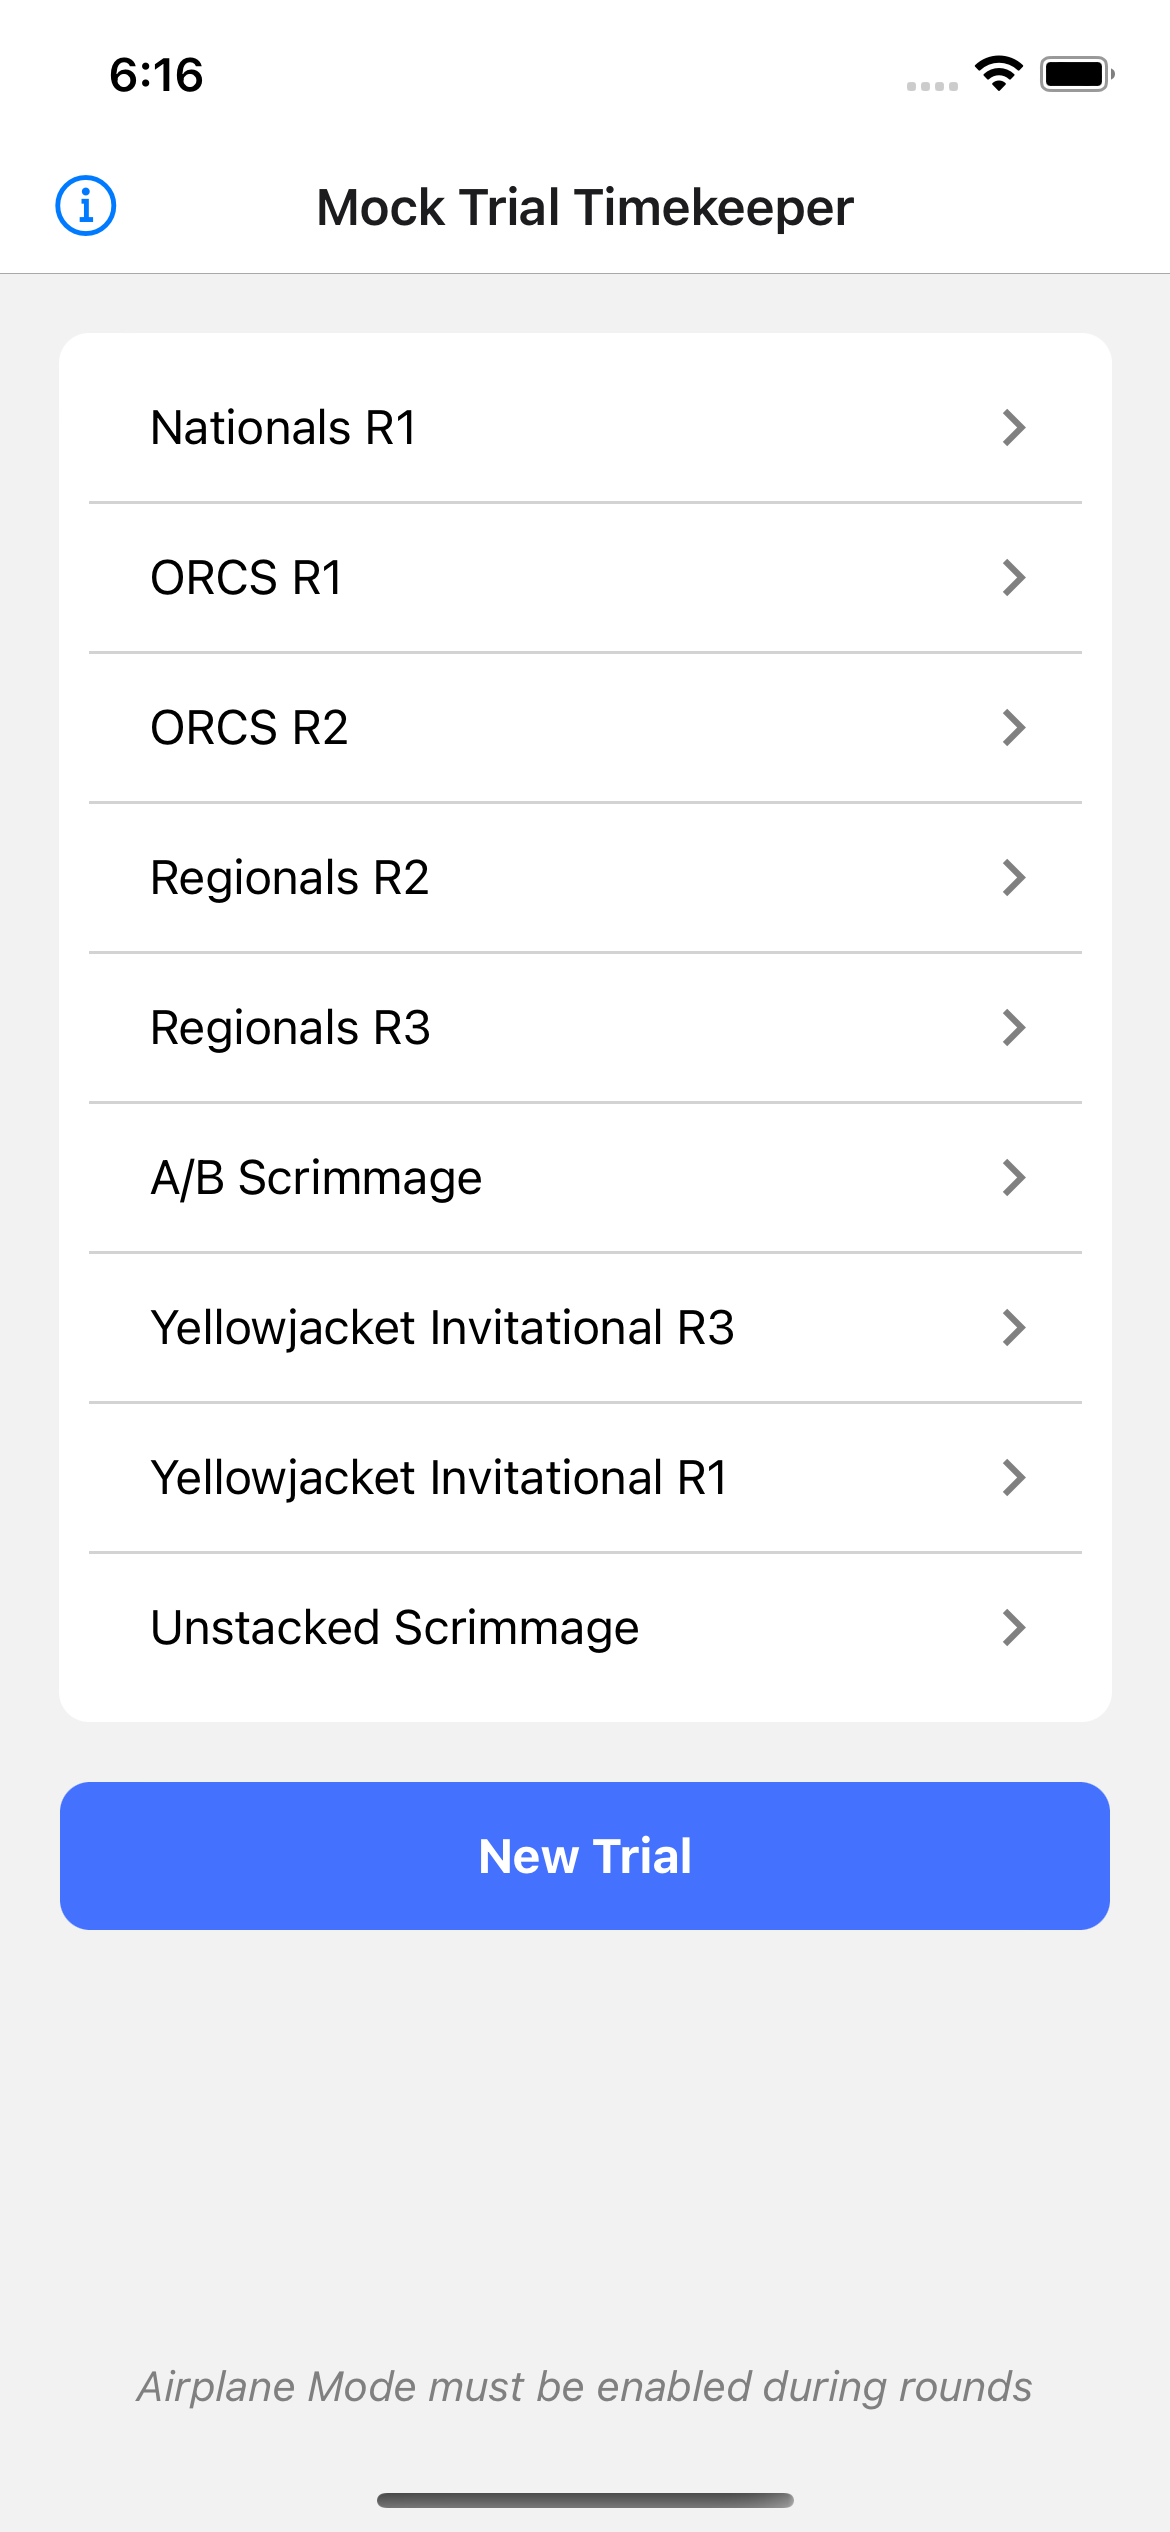 6:16
Mock Trial Timekeeper
Nationals R1
ORCS R1
ORCS R2
Regionals R2
Regionals R3
A/B Scrimmage
Yellowjacket Invitational R3
Yellowjacket Invitational R1
Unstacked Scrimmage
New Trial
Airplane Mode must be enabled during rounds